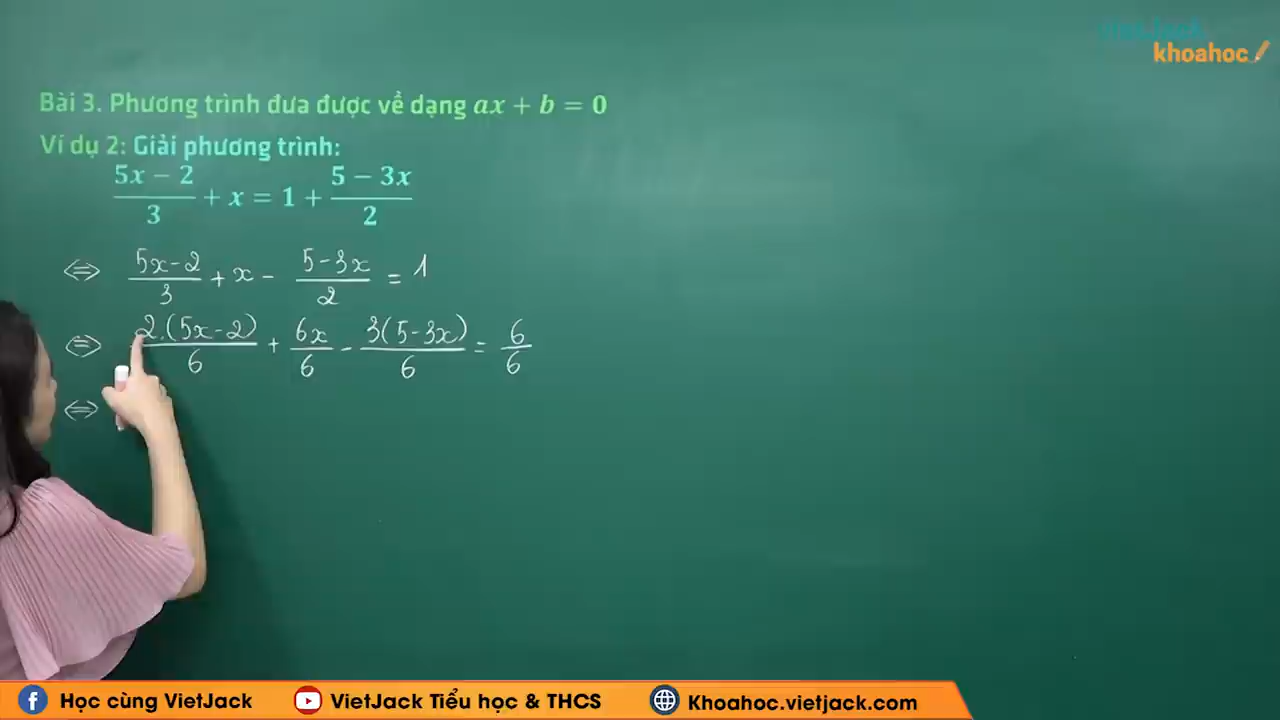 VietJack
khoahoc
Bài 3. Phương trình đưa được về dạng ax + b = 0
Ví dụ 2: Giải phương trình:
(5x − 2)/3 + x = 1 + (5 − 3x)/2
⇔ (5x−2)/3 + x − (5−3x)/2 = 1
⇔ 2.(5x−2)/6 + 6x/6 − 3(5−3x)/6 = 6/6
⇔
Học cùng VietJack
VietJack Tiểu học & THCS
Khoahoc.vietjack.com